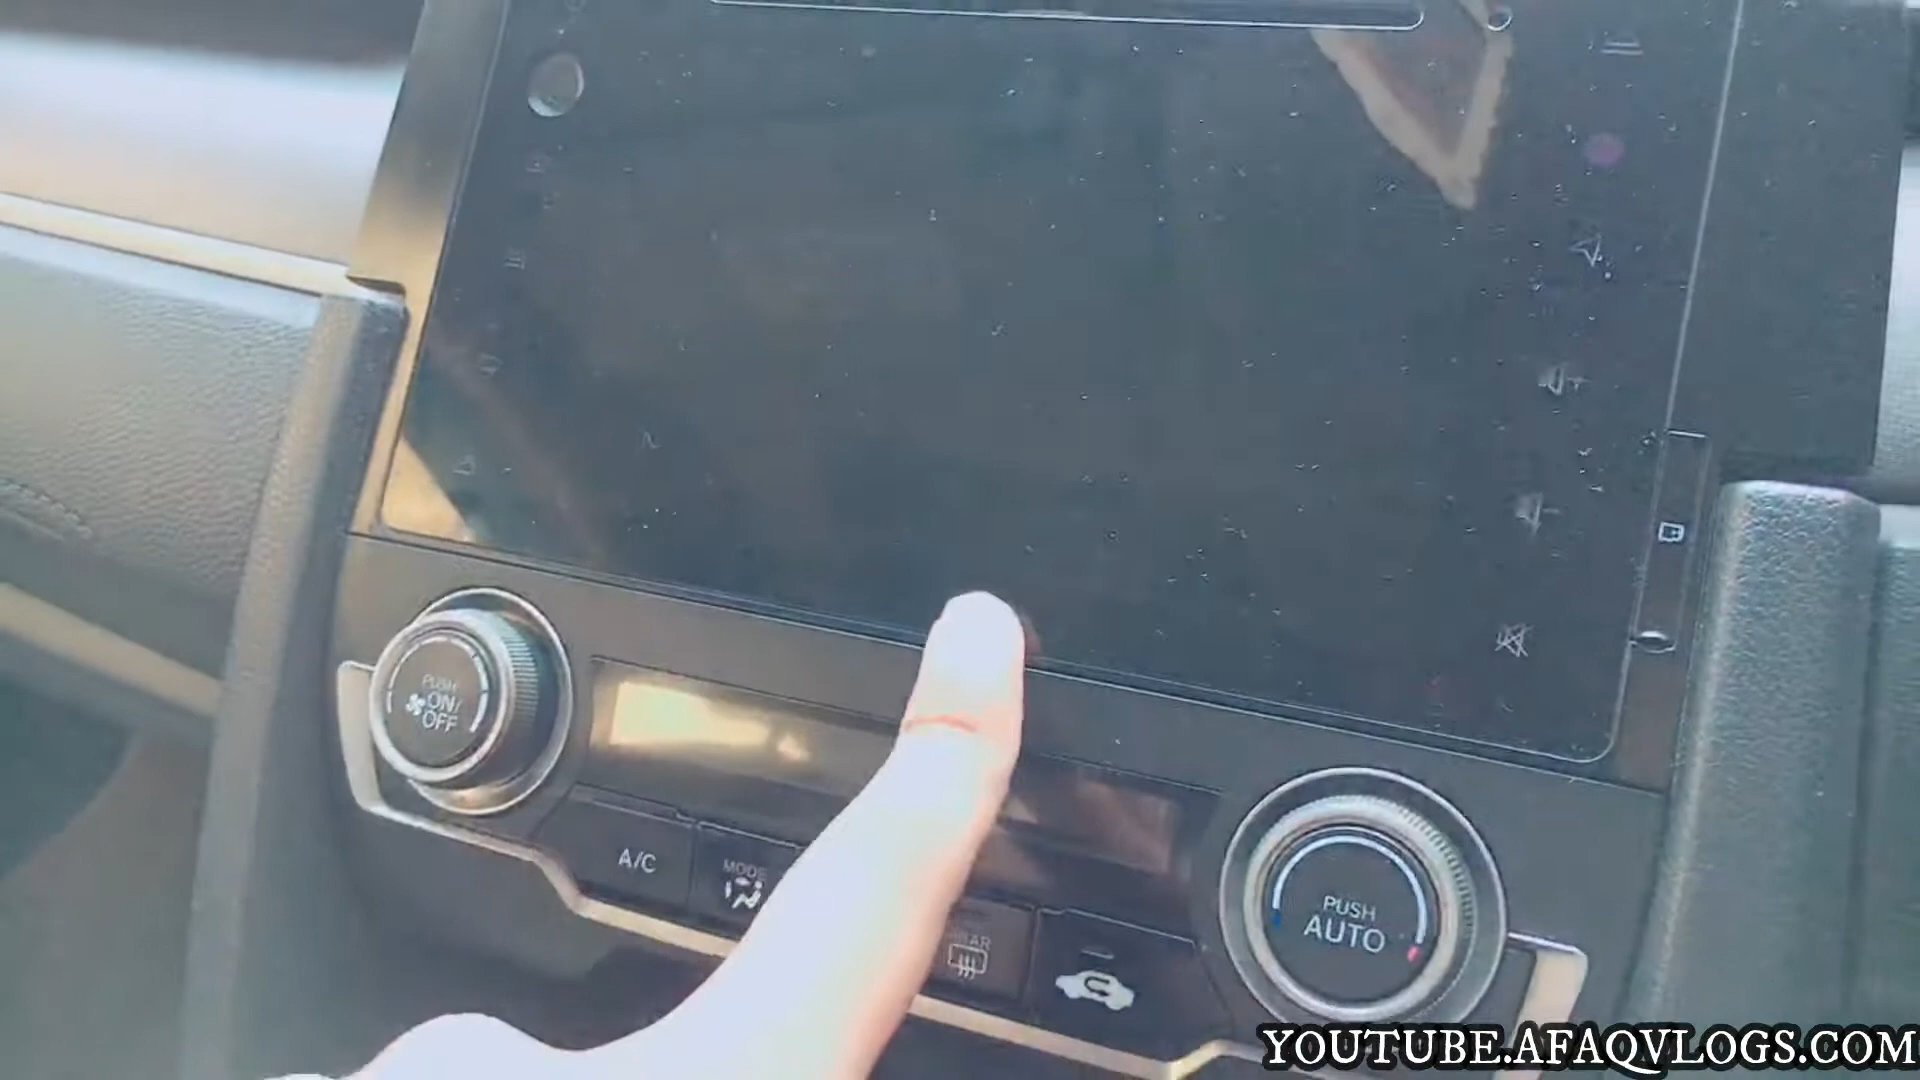 PUSH
ON/
OFF
A/C
MODE
PUSH
AUTO
YOUTUBE.AFAQVLOGS.COM